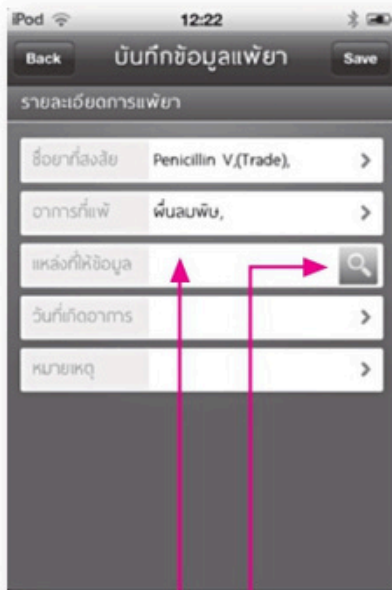 iPod 12:22
Back บันทึกข้อมูลแพ้ยา Save
รายละเอียดการแพ้ยา
ชื่อยาที่สงสัย Penicillin V,(Trade),
อาการที่แพ้ ผื่นลมพิษ,
แหล่งที่ให้ข้อมูล
วันที่เกิดอาการ
หมายเหตุ